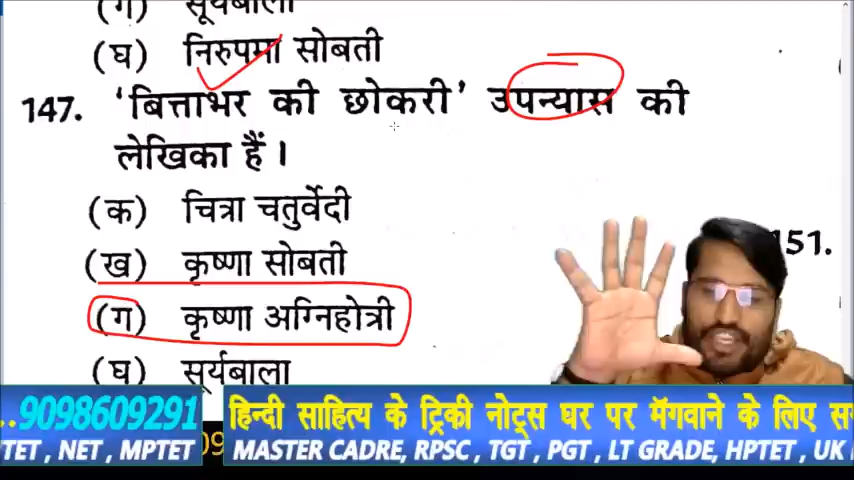 (ग) सूर्यबाला
(घ) निरुपमा सोबती
147. 'बित्ताभर की छोकरी' उपन्यास की
लेखिका हैं ।
(क) चित्रा चतुर्वेदी
(ख) कृष्णा सोबती
(ग) कृष्णा अग्निहोत्री
(घ) सूर्यबाला
151.
..9098609291
हिन्दी साहित्य के ट्रिकी नोट्स घर पर मॅगवाने के लिए
TET , NET , MPTET
MASTER CADRE, RPSC , TGT , PGT , LT GRADE, HPTET , UK